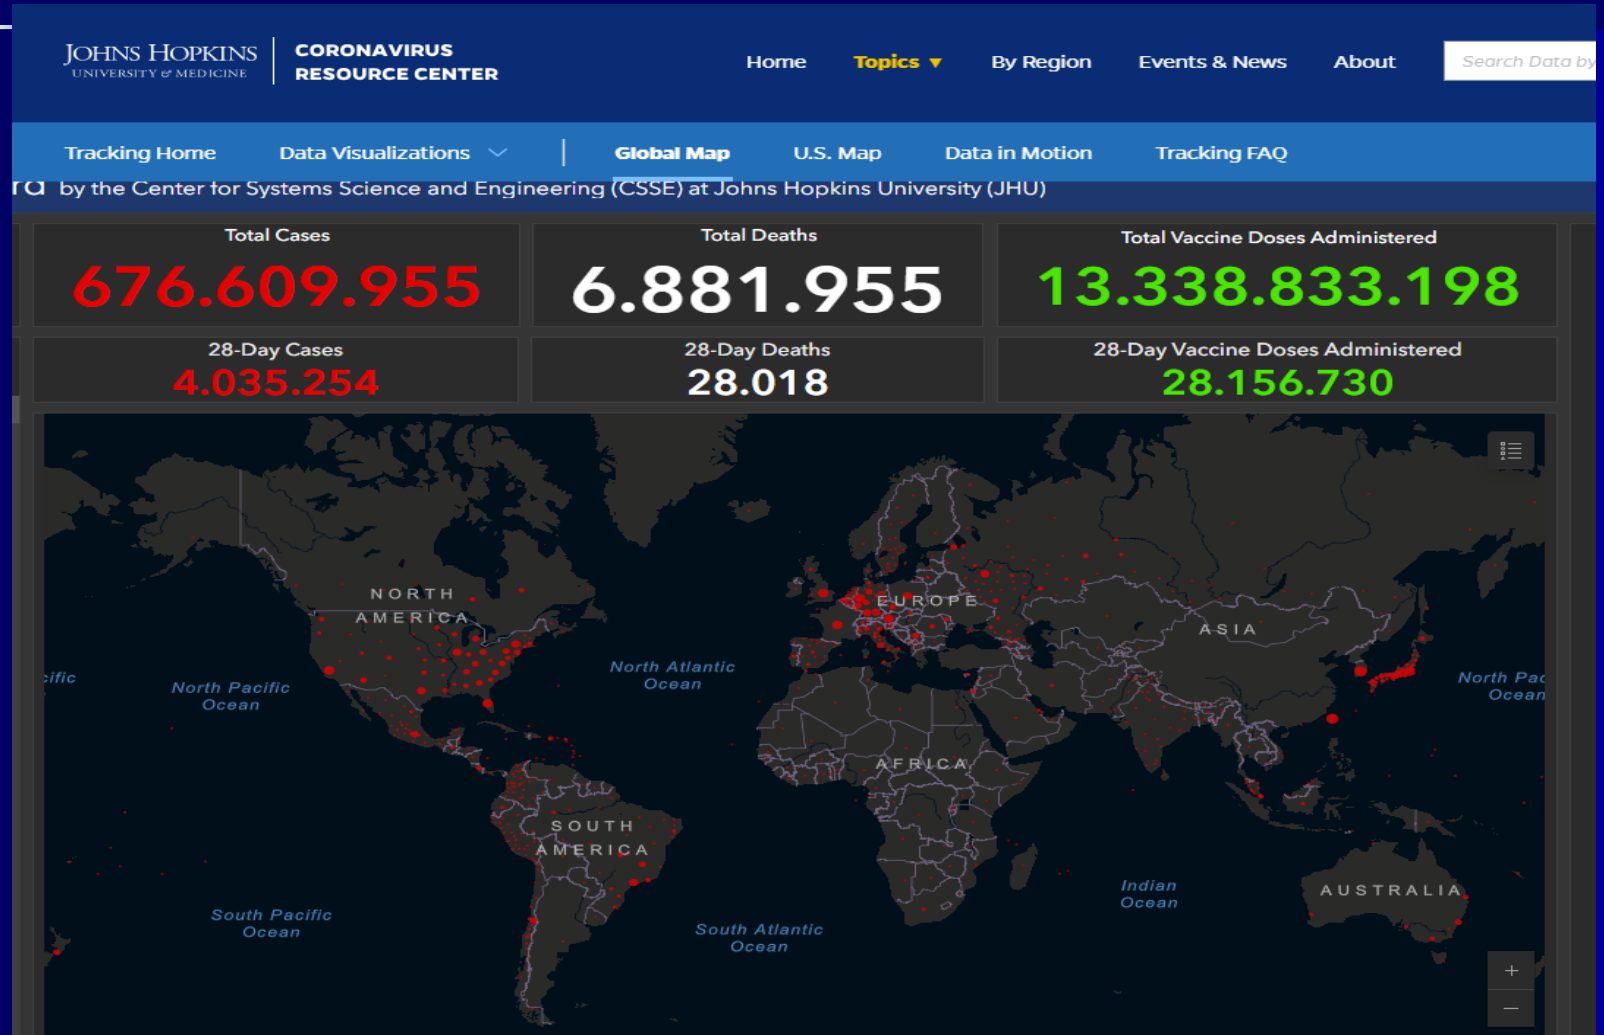 JOHNS HOPKINS
UNIVERSITY & MEDICINE
CORONAVIRUS
RESOURCE CENTER
Home
Topics ▼
By Region
Events & News
About
Search Data by
Tracking Home
Data Visualizations
Global Map
U.S. Map
Data in Motion
Tracking FAQ
by the Center for Systems Science and Engineering (CSSE) at Johns Hopkins University (JHU)
Total Cases
676.609.955
Total Deaths
6.881.955
Total Vaccine Doses Administered
13.338.833.198
28-Day Cases
4.035.254
28-Day Deaths
28.018
28-Day Vaccine Doses Administered
28.156.730
NORTH
AMERICA
EUROPE
ASIA
North Atlantic
Ocean
North Pacific
Ocean
North Pac
Ocean
AFRICA
SOUTH
AMERICA
Indian
Ocean
AUSTRALIA
South Pacific
Ocean
South Atlantic
Ocean